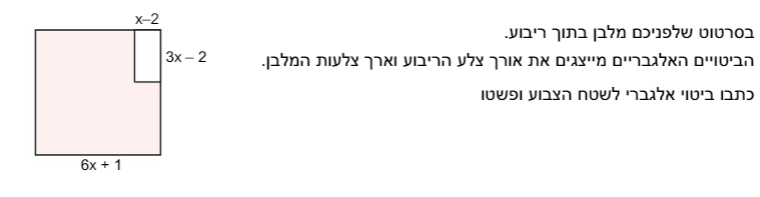 בסרטוט שלפניכם מלבן בתוך ריבוע.
הביטויים האלגבריים מייצגים את אורך צלע הריבוע וארך צלעות המלבן.
כתבו ביטוי אלגברי לשטח הצבוע ופשטו
x–2
3x – 2
6x + 1